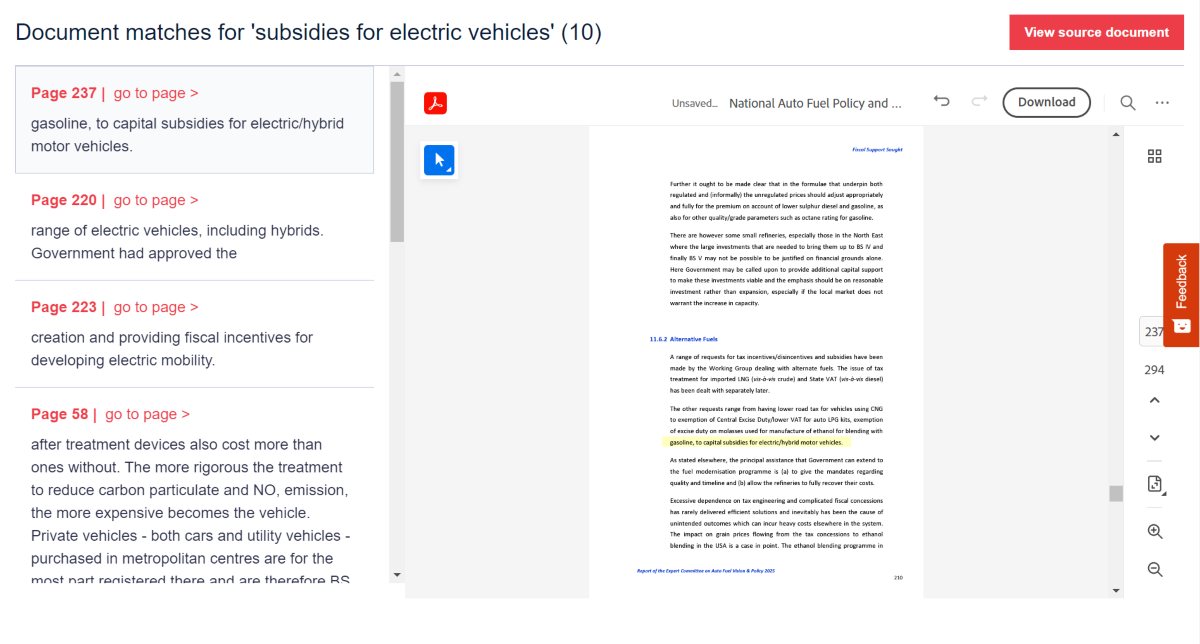 Document matches for 'subsidies for electric vehicles' (10)
View source document
Page 237 | go to page >
gasoline, to capital subsidies for electric/hybrid
motor vehicles.
Page 220 | go to page >
range of electric vehicles, including hybrids.
Government had approved the
Page 223 | go to page >
creation and providing fiscal incentives for
developing electric mobility.
Page 58 | go to page >
after treatment devices also cost more than
ones without. The more rigorous the treatment
to reduce carbon particulate and NO, emission,
the more expensive becomes the vehicle.
Private vehicles - both cars and utility vehicles -
purchased in metropolitan centres are for the
most part registered there and are therefore BS
Unsaved... National Auto Fuel Policy and ...
Download
Fiscal Support Sought
Further it ought to be made clear that in the formulae that underpin both
regulated and (informally) the unregulated prices should adjust appropriately
and fully for the premium on account of lower sulphur diesel and gasoline, as
also for other quality/grade parameters such as octane rating for gasoline.
There are however some small refineries, especially those in the North East
where the large investments that are needed to bring them up to BS IV and
finally BS V may not be possible to be justified on financial grounds alone.
Here Government may be called upon to provide additional capital support
to make these investments viable and the emphasis should be on reasonable
investment rather than expansion, especially if the local market does not
warrant the increase in capacity.
11.6.2 Alternative Fuels
A range of requests for tax incentives/disincentives and subsidies have been
made by the Working Group dealing with alternate fuels. The issue of tax
treatment for imported LNG (vis-à-vis crude) and State VAT (vis-à-vis diesel)
has been dealt with separately later.
The other requests range from having lower road tax for vehicles using CNG
to exemption of Central Excise Duty/lower VAT for auto LPG kits, exemption
of excise duty on molasses used for manufacture of ethanol for blending with
gasoline, to capital subsidies for electric/hybrid motor vehicles.
As stated elsewhere, the principal assistance that Government can extend to
the fuel modernisation programme is (a) to give the mandates regarding
quality and timeline and (b) allow the refineries to fully recover their costs.
Excessive dependence on tax engineering and complicated fiscal concessions
has rarely delivered efficient solutions and inevitably has been the cause of
unintended outcomes which can incur heavy costs elsewhere in the system.
The impact on grain prices flowing from the tax concessions to ethanol
blending in the USA is a case in point. The ethanol blending programme in
Report of the Expert Committee on Auto Fuel Vision & Policy 2025
210
Feedback
237
294